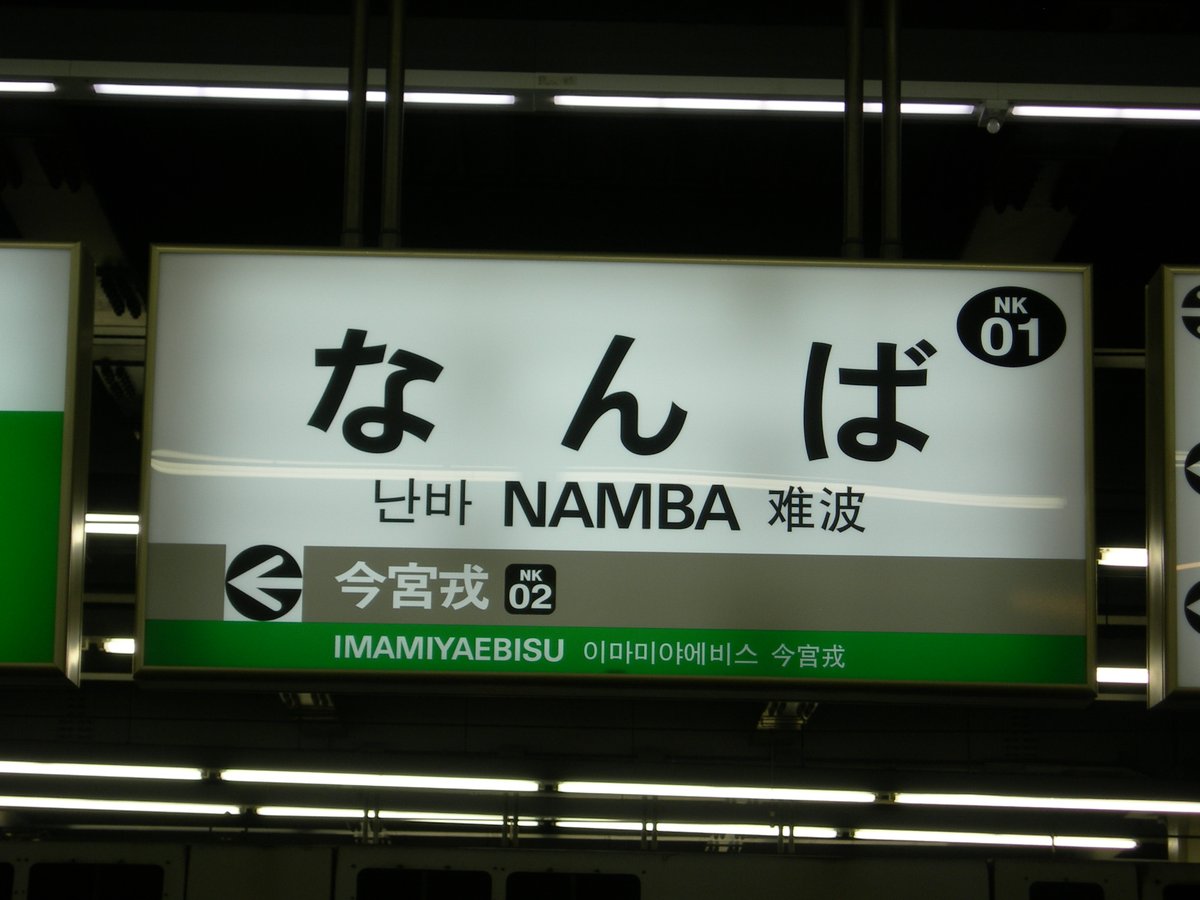 NK
01
なんば
난바 NAMBA 难波
今宮戎 NK 02
IMAMIYAEBISU 이마미야에비스 今宫戎